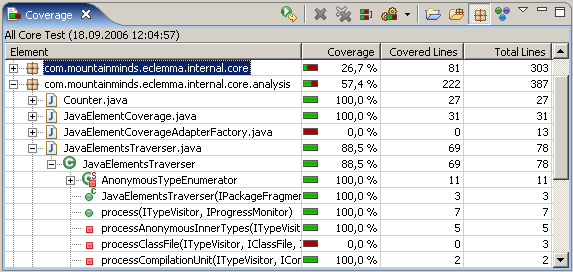 Coverage
All Core Test (18.09.2006 12:04:57)
Element Coverage Covered Lines Total Lines
com.mountainminds.eclemma.internal.core 26,7 % 81 303
com.mountainminds.eclemma.internal.core.analysis 57,4 % 222 387
Counter.java 100,0 % 27 27
JavaElementCoverage.java 100,0 % 31 31
JavaElementCoverageAdapterFactory.java 0,0 % 0 13
JavaElementsTraverser.java 88,5 % 69 78
JavaElementsTraverser 88,5 % 69 78
AnonymousTypeEnumerator 100,0 % 11 11
JavaElementsTraverser(IPackageFragmen 100,0 % 3 3
process(ITypeVisitor, IProgressMonitor) 100,0 % 7 7
processAnonymousInnerTypes(ITypeVisit 100,0 % 5 5
processClassFile(ITypeVisitor, IClassFile, 0,0 % 0 3
processCompilationUnit(ITypeVisitor, ICom 100,0 % 2 2